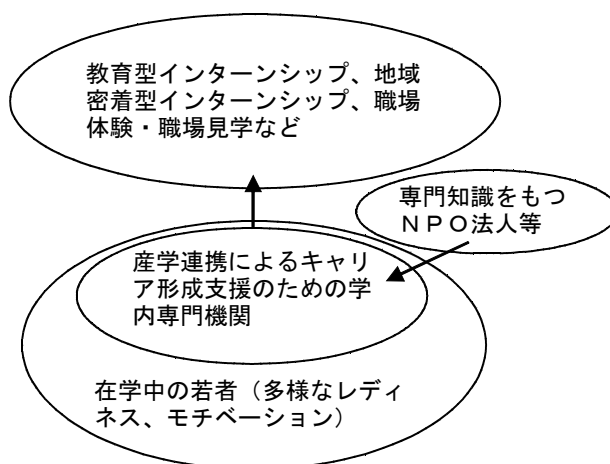 教育型インターンシップ、地域
密着型インターンシップ、職場
体験・職場見学など
専門知識をもつ
ＮＰＯ法人等
産学連携によるキャリ
ア形成支援のための学
内専門機関
在学中の若者（多様なレディ
ネス、モチベーション）